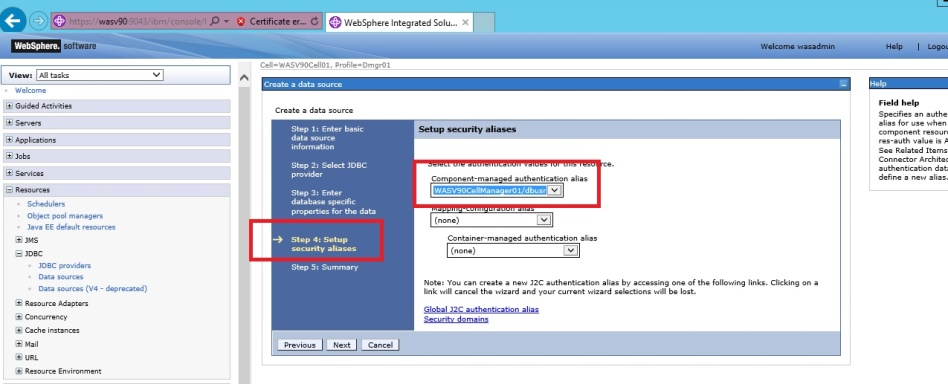 https://wasv90:9043/ibm/console/l
Certificate er...
WebSphere Integrated Solu...
WebSphere. software
Welcome wasadmin
Help | Logou
View: All tasks
Cell=WASV90Cell01, Profile=Dmgr01
Welcome
Guided Activities
Servers
Applications
Jobs
Services
Resources
Schedulers
Object pool managers
Java EE default resources
JMS
JDBC
JDBC providers
Data sources
Data sources (V4 - deprecated)
Resource Adapters
Concurrency
Cache instances
Mail
URL
Resource Environment
Create a data source
Create a data source
Step 1: Enter basic
data source
information
Step 2: Select JDBC
provider
Step 3: Enter
database specific
properties for the data
Step 4: Setup
security aliases
Step 5: Summary
Setup security aliases
Select the authentication values for this resource.
Component-managed authentication alias
WASV90CellManager01/dbusr
Mapping-configuration alias
(none)
Container-managed authentication alias
(none)
Note: You can create a new J2C authentication alias by accessing one of the following links. Clicking on a
link will cancel the wizard and your current wizard selections will be lost.
Global J2C authentication alias
Security domains
Previous Next Cancel
Help
Field help
Specifies an authe
alias for use when
component resourc
res-auth value is A
See Related Items
Connector Architec
authentication data
define a new alias.